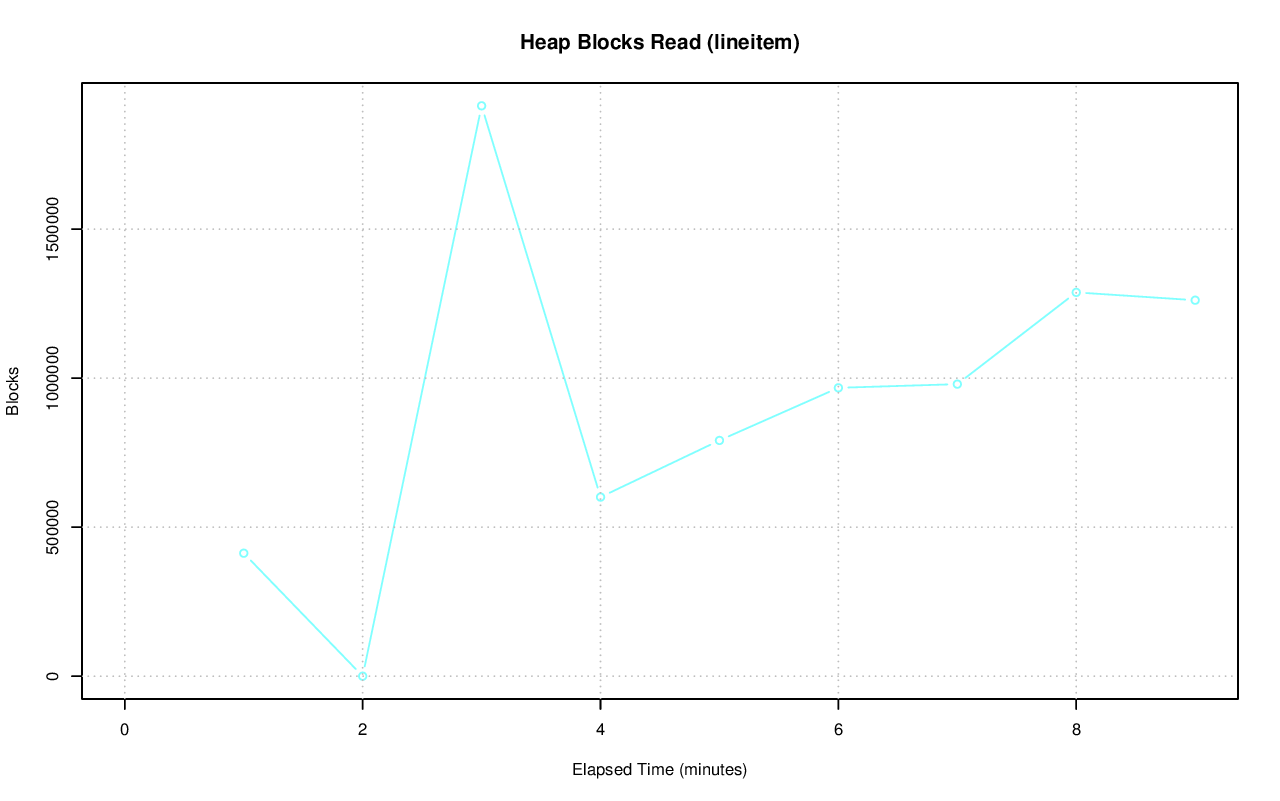 Heap Blocks Read (lineitem)
Blocks
1500000
1000000
500000
0
0 2 4 6 8
Elapsed Time (minutes)